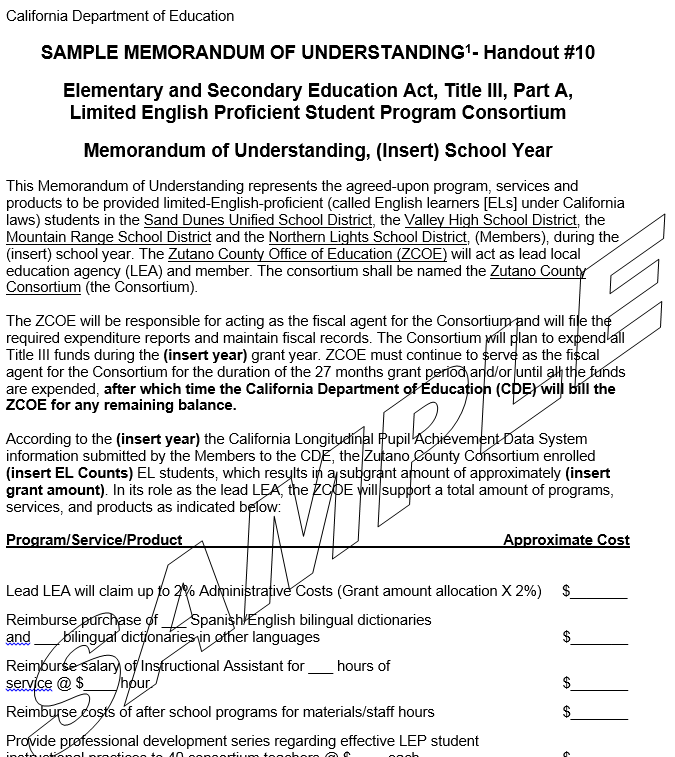 California Department of Education
SAMPLE MEMORANDUM OF UNDERSTANDING¹- Handout #10
Elementary and Secondary Education Act, Title III, Part A,
Limited English Proficient Student Program Consortium
Memorandum of Understanding, (Insert) School Year
This Memorandum of Understanding represents the agreed-upon program, services and
products to be provided limited-English-proficient (called English learners [ELs] under California
laws) students in the Sand Dunes Unified School District, the Valley High School District, the
Mountain Range School District and the Northern Lights School District, (Members), during the
(insert) school year. The Zutano County Office of Education (ZCOE) will act as lead local
education agency (LEA) and member. The consortium shall be named the Zutano County
Consortium (the Consortium).
The ZCOE will be responsible for acting as the fiscal agent for the Consortium and will file the
required expenditure reports and maintain fiscal records. The Consortium will plan to expend all
Title III funds during the (insert year) grant year. ZCOE must continue to serve as the fiscal
agent for the Consortium for the duration of the 27 months grant period and/or until all the funds
are expended, after which time the California Department of Education (CDE) will bill the
ZCOE for any remaining balance.
According to the (insert year) the California Longitudinal Pupil Achievement Data System
information submitted by the Members to the CDE, the Zutano County Consortium enrolled
(insert EL Counts) EL students, which results in a subgrant amount of approximately (insert
grant amount). In its role as the lead LEA, the ZCOE will support a total amount of programs,
services, and products as indicated below:
Program/Service/Product Approximate Cost
Lead LEA will claim up to 2% Administrative Costs (Grant amount allocation X 2%) $______
Reimburse purchase of ___ Spanish/English bilingual dictionaries
and ___ bilingual dictionaries in other languages $______
Reimburse salary of Instructional Assistant for ___ hours of
service @ $____/hour $______
Reimburse costs of after school programs for materials/staff hours $______
Provide professional development series regarding effective LEP student
instructional practices to 40 consortium teachers @ $____ each $
SAMPLE